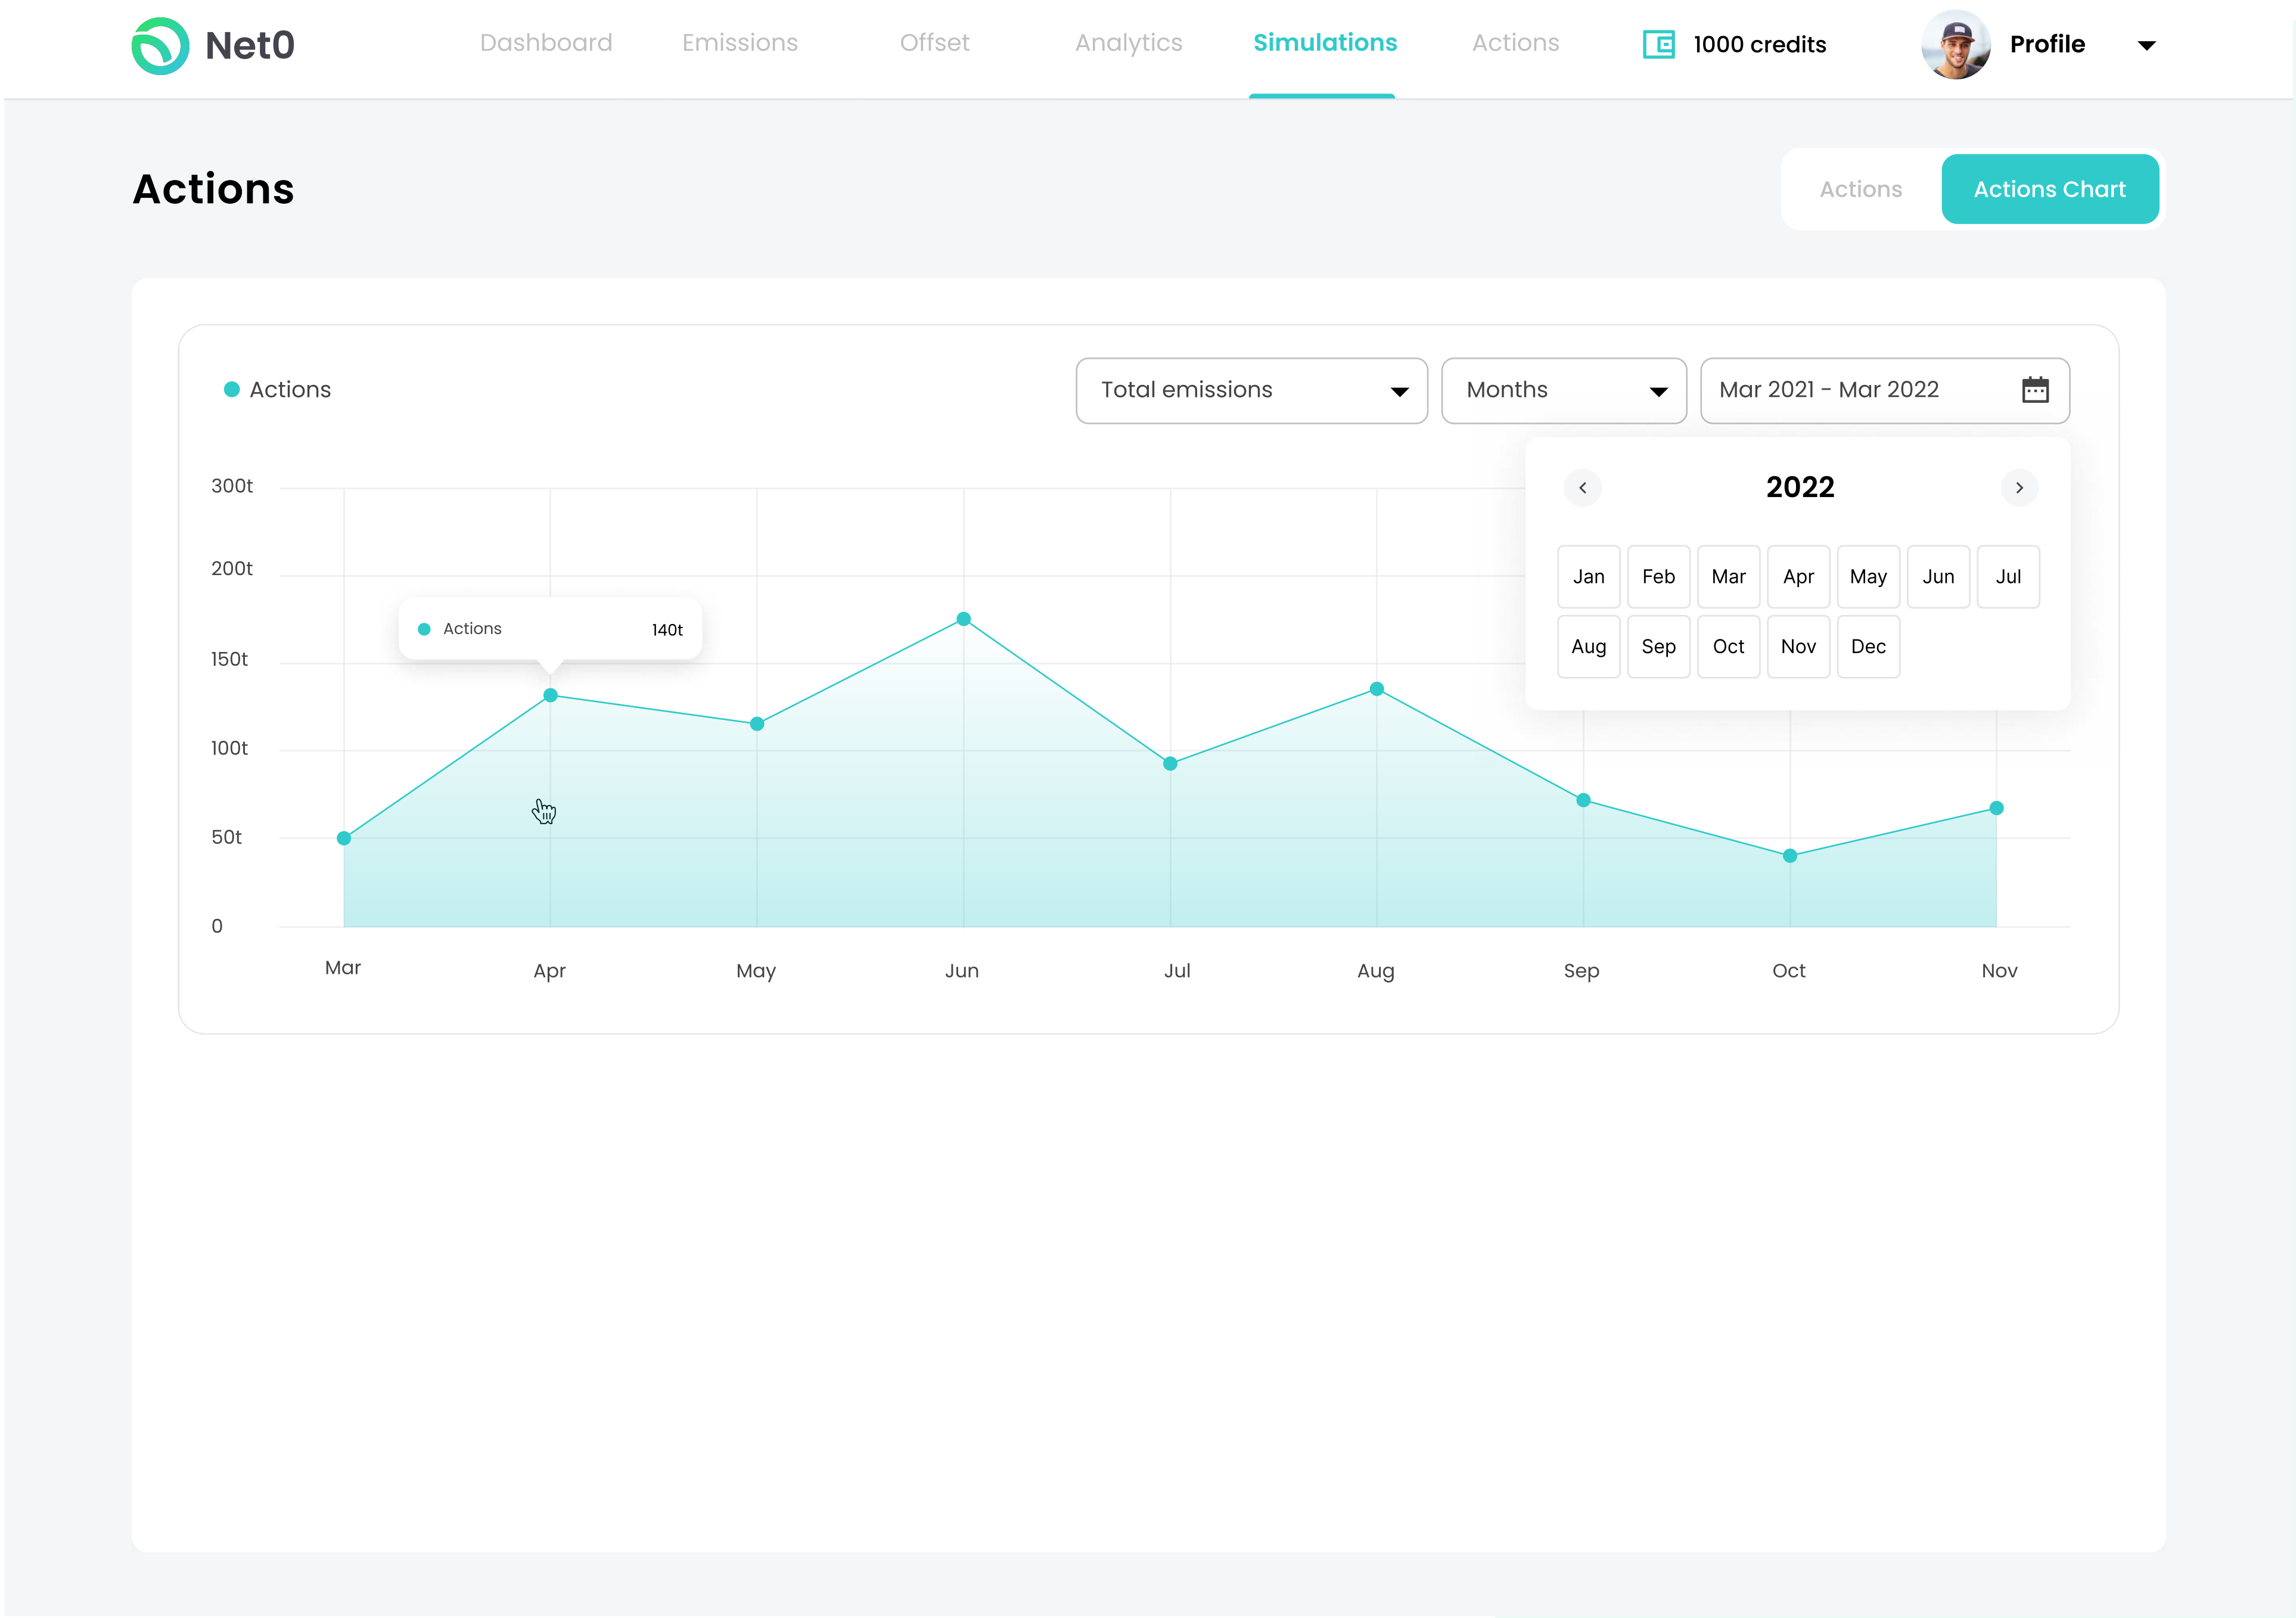 Net0
Dashboard Emissions Offset Analytics Simulations Actions 1000 credits Profile
Actions
Actions Actions Chart
Actions
Total emissions Months Mar 2021 - Mar 2022
2022
Jan Feb Mar Apr May Jun Jul
Aug Sep Oct Nov Dec
300t
200t
150t
100t
50t
0
Actions 140t
Mar Apr May Jun Jul Aug Sep Oct Nov